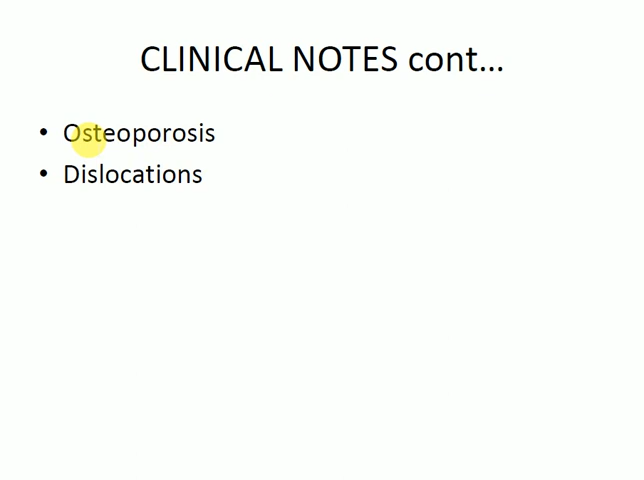 CLINICAL NOTES cont...
• Osteoporosis
• Dislocations